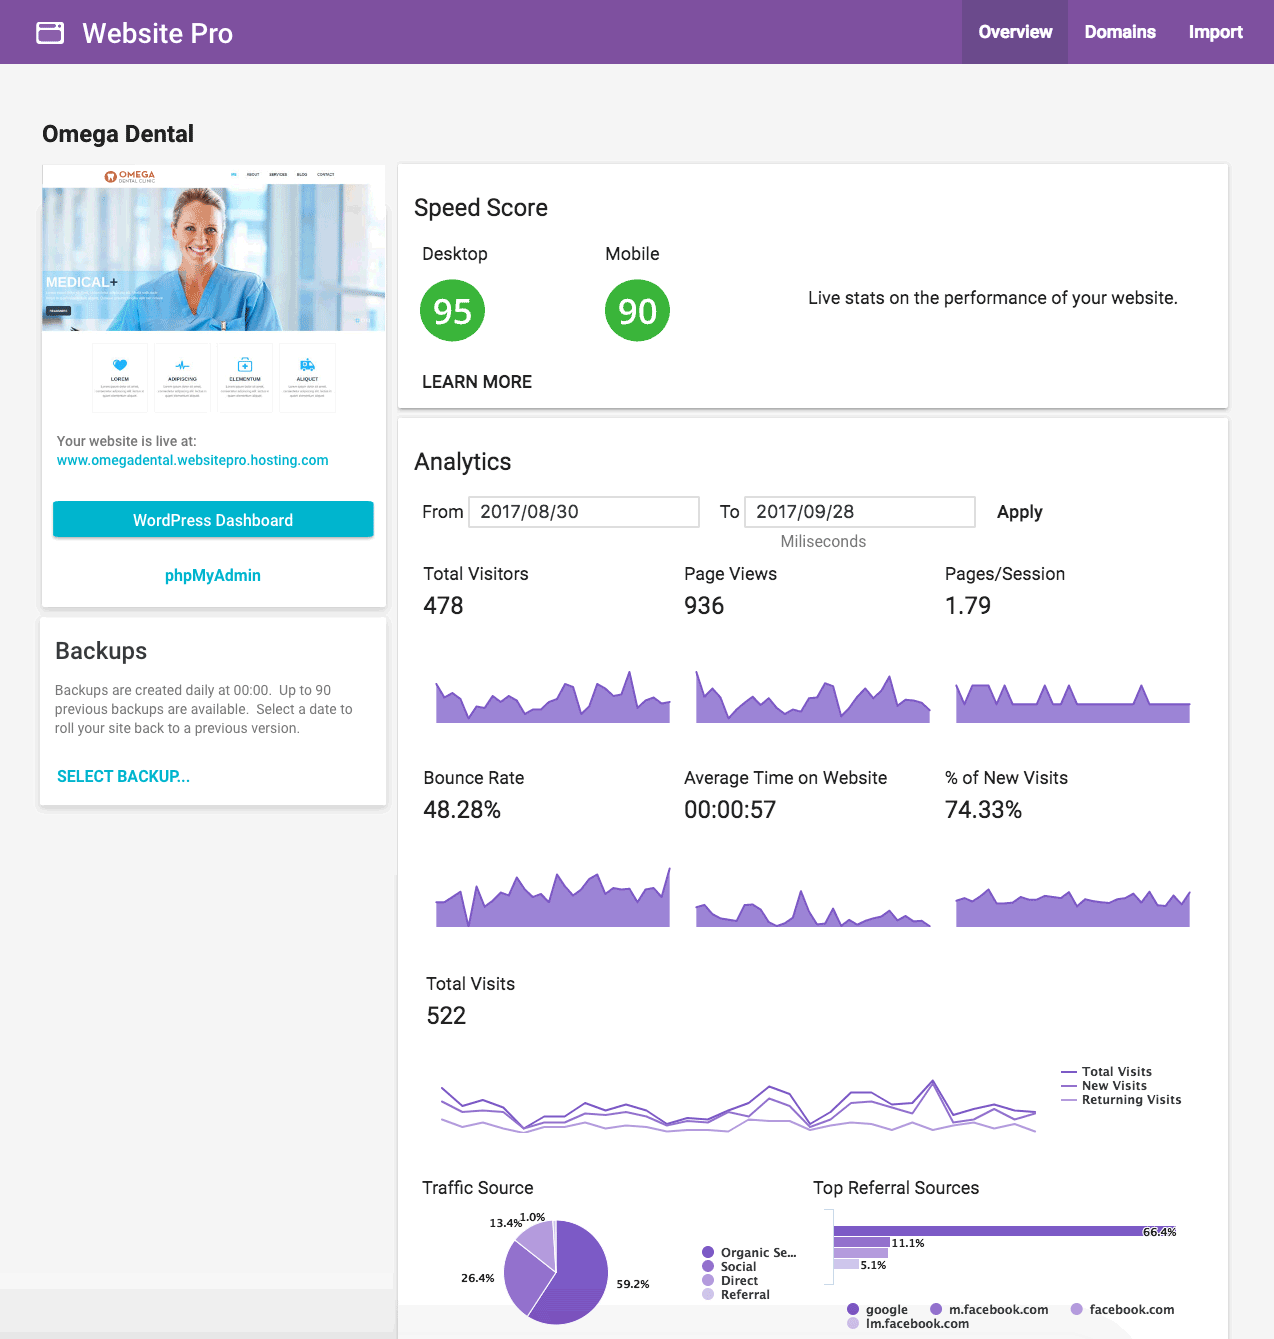 Website Pro
Overview Domains Import
Omega Dental
OMEGA
DENTAL CLINIC
ABOUT SERVICES BLOG CONTACT
MEDICAL+
LOREM ADIPISCING ELEMENTUM ALIQUET
Your website is live at:
www.omegadental.websitepro.hosting.com
WordPress Dashboard
phpMyAdmin
Backups
Backups are created daily at 00:00. Up to 90
previous backups are available. Select a date to
roll your site back to a previous version.
SELECT BACKUP...
Speed Score
Desktop Mobile
95 90
Live stats on the performance of your website.
LEARN MORE
Analytics
From 2017/08/30 To 2017/09/28 Apply
Miliseconds
Total Visitors Page Views Pages/Session
478 936 1.79
Bounce Rate Average Time on Website % of New Visits
48.28% 00:00:57 74.33%
Total Visits
522
Total Visits
New Visits
Returning Visits
Traffic Source
13.4% 1.0%
26.4% 59.2%
Organic Se...
Social
Direct
Referral
Top Referral Sources
66.4%
11.1%
5.1%
google m.facebook.com facebook.com
lm.facebook.com